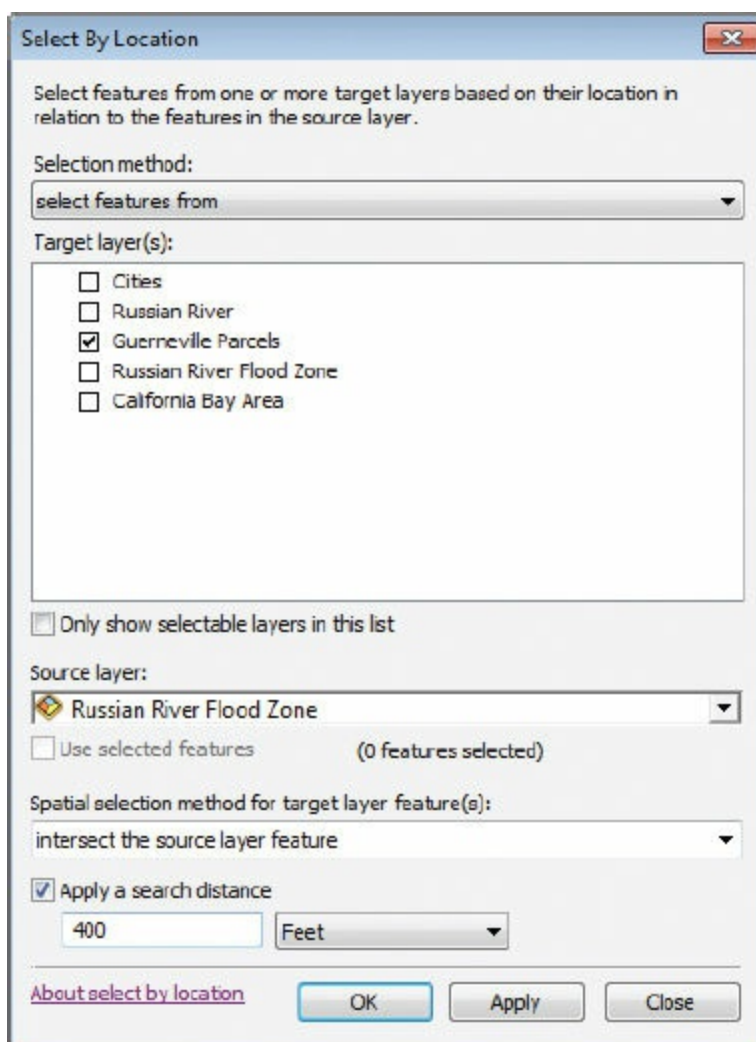 Select By Location
Select features from one or more target layers based on their location in
relation to the features in the source layer.
Selection method:
select features from
Target layer(s):
Cities
Russian River
Guerneville Parcels
Russian River Flood Zone
California Bay Area
Only show selectable layers in this list
Source layer:
Russian River Flood Zone
Use selected features (0 features selected)
Spatial selection method for target layer feature(s):
intersect the source layer feature
Apply a search distance
400 Feet
About select by location OK Apply Close